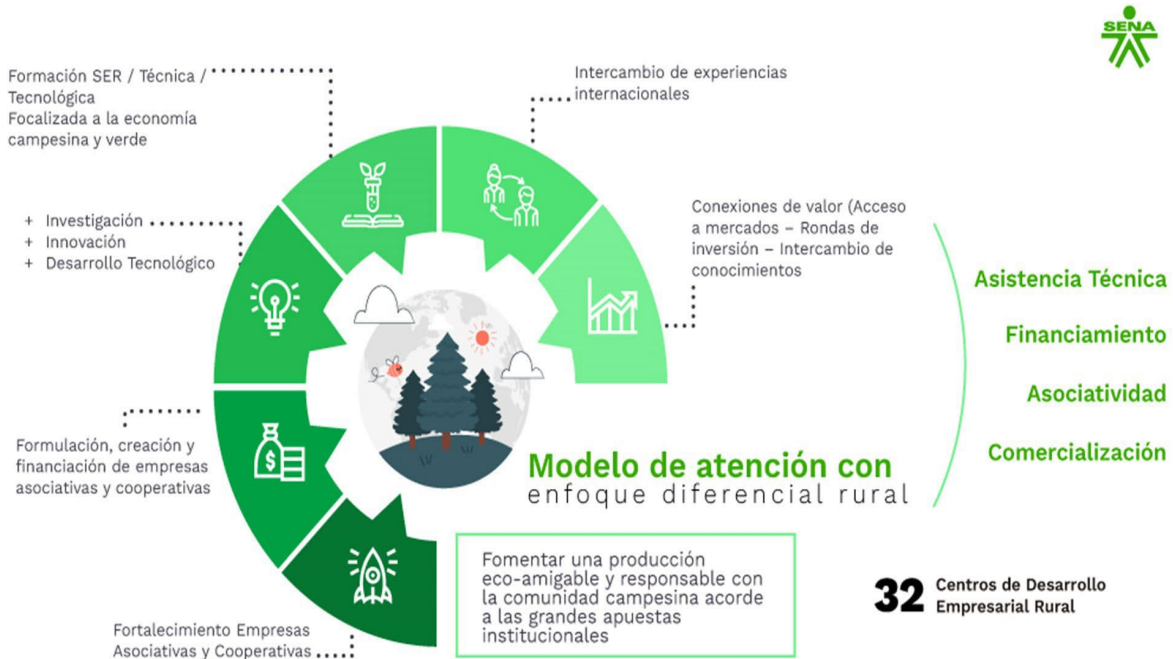 SENA
Formación SER / Técnica /
Tecnológica
Focalizada a la economía
campesina y verde
Intercambio de experiencias
internacionales
+ Investigación
+ Innovación
+ Desarrollo Tecnológico
Conexiones de valor (Acceso
a mercados – Rondas de
inversión – Intercambio de
conocimientos
Asistencia Técnica
Financiamiento
Asociatividad
Comercialización
$
Formulación, creación y
financiación de empresas
asociativas y cooperativas
Modelo de atención con
enfoque diferencial rural
Fomentar una producción
eco-amigable y responsable con
la comunidad campesina acorde
a las grandes apuestas
institucionales
32 Centros de Desarrollo
Empresarial Rural
Fortalecimiento Empresas
Asociativas y Cooperativas